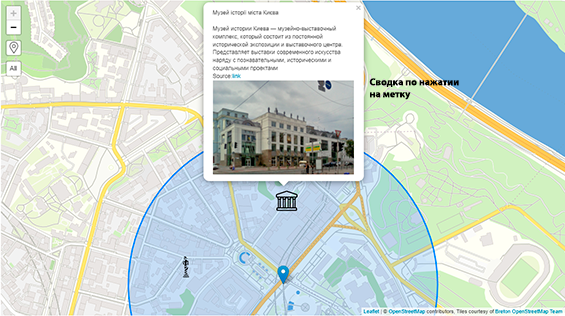 +
−
All
Музей історії міста Києва
×
Музей истории Киева — музейно-выставочный
комплекс, который состоит из постоянной
исторической экспозиции и выставочного центра.
Представляет выставки современного искусства
наряду с познавательными, историческими и
социальными проектами
Source link
Сводка по нажатии
на метку
Leaflet | © OpenStreetMap contributors, Tiles courtesy of Breton OpenStreetMap Team